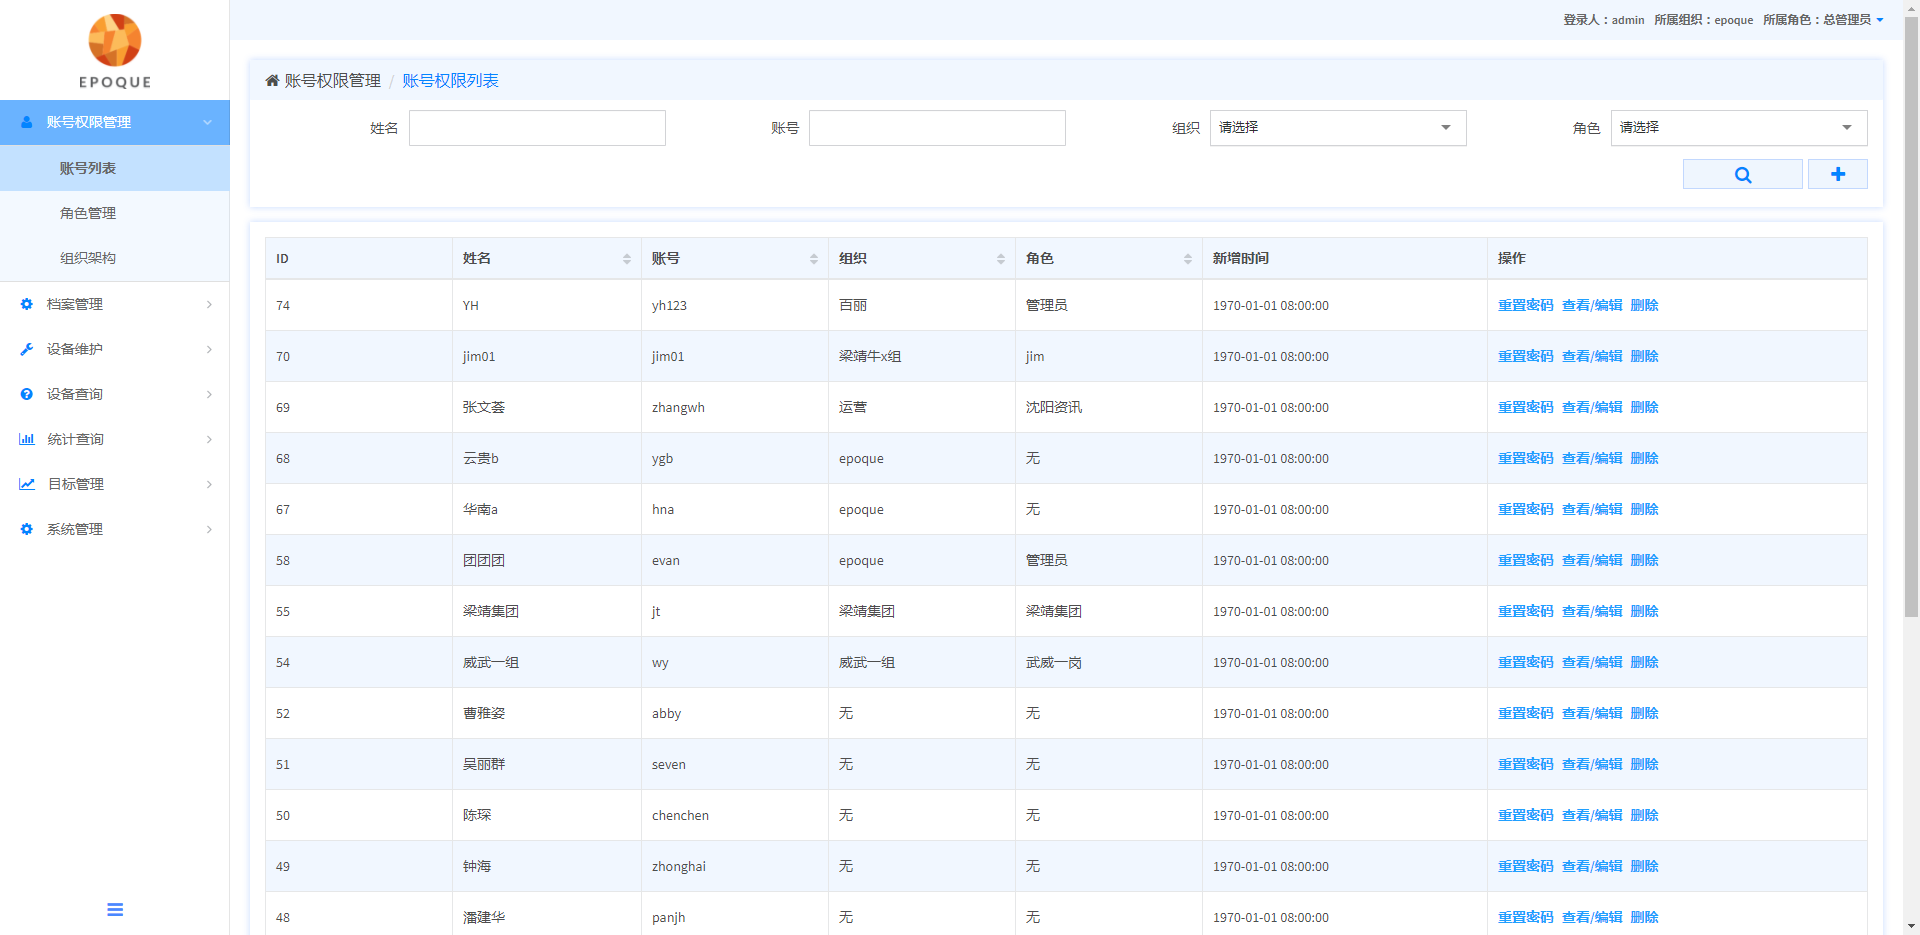 EPOQUE
登录人：admin 所属组织：epoque 所属角色：总管理员
账号权限管理
账号列表
角色管理
组织架构
档案管理
设备维护
设备查询
统计查询
目标管理
系统管理
账号权限管理 / 账号权限列表
姓名 账号 组织 请选择 角色 请选择
ID 姓名 账号 组织 角色 新增时间 操作
74 YH yh123 百丽 管理员 1970-01-01 08:00:00 重置密码 查看/编辑 删除
70 jim01 jim01 梁靖牛x组 jim 1970-01-01 08:00:00 重置密码 查看/编辑 删除
69 张文荟 zhangwh 运营 沈阳资讯 1970-01-01 08:00:00 重置密码 查看/编辑 删除
68 云贵b ygb epoque 无 1970-01-01 08:00:00 重置密码 查看/编辑 删除
67 华南a hna epoque 无 1970-01-01 08:00:00 重置密码 查看/编辑 删除
58 团团团 evan epoque 管理员 1970-01-01 08:00:00 重置密码 查看/编辑 删除
55 梁靖集团 jt 梁靖集团 梁靖集团 1970-01-01 08:00:00 重置密码 查看/编辑 删除
54 威武一组 wy 威武一组 武威一岗 1970-01-01 08:00:00 重置密码 查看/编辑 删除
52 曹雅姿 abby 无 无 1970-01-01 08:00:00 重置密码 查看/编辑 删除
51 吴丽群 seven 无 无 1970-01-01 08:00:00 重置密码 查看/编辑 删除
50 陈琛 chenchen 无 无 1970-01-01 08:00:00 重置密码 查看/编辑 删除
49 钟海 zhonghai 无 无 1970-01-01 08:00:00 重置密码 查看/编辑 删除
48 潘建华 panjh 无 无 1970-01-01 08:00:00 重置密码 查看/编辑 删除